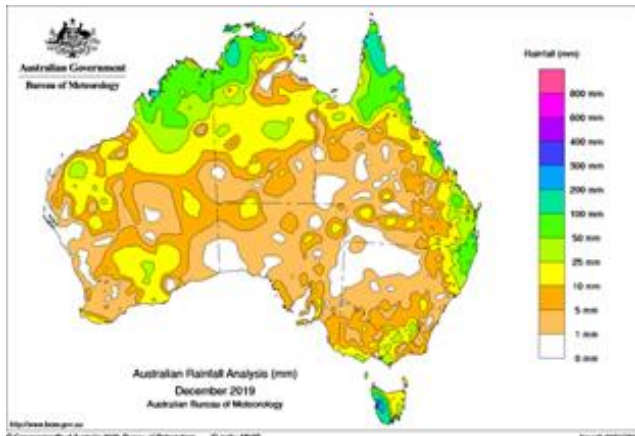 Australian Government
Bureau of Meteorology
Rainfall (mm)
800 mm
600 mm
400 mm
300 mm
200 mm
100 mm
50 mm
25 mm
10 mm
5 mm
1 mm
0 mm
Australian Rainfall Analysis (mm)
December 2019
Australian Bureau of Meteorology
http://www.bom.gov.au